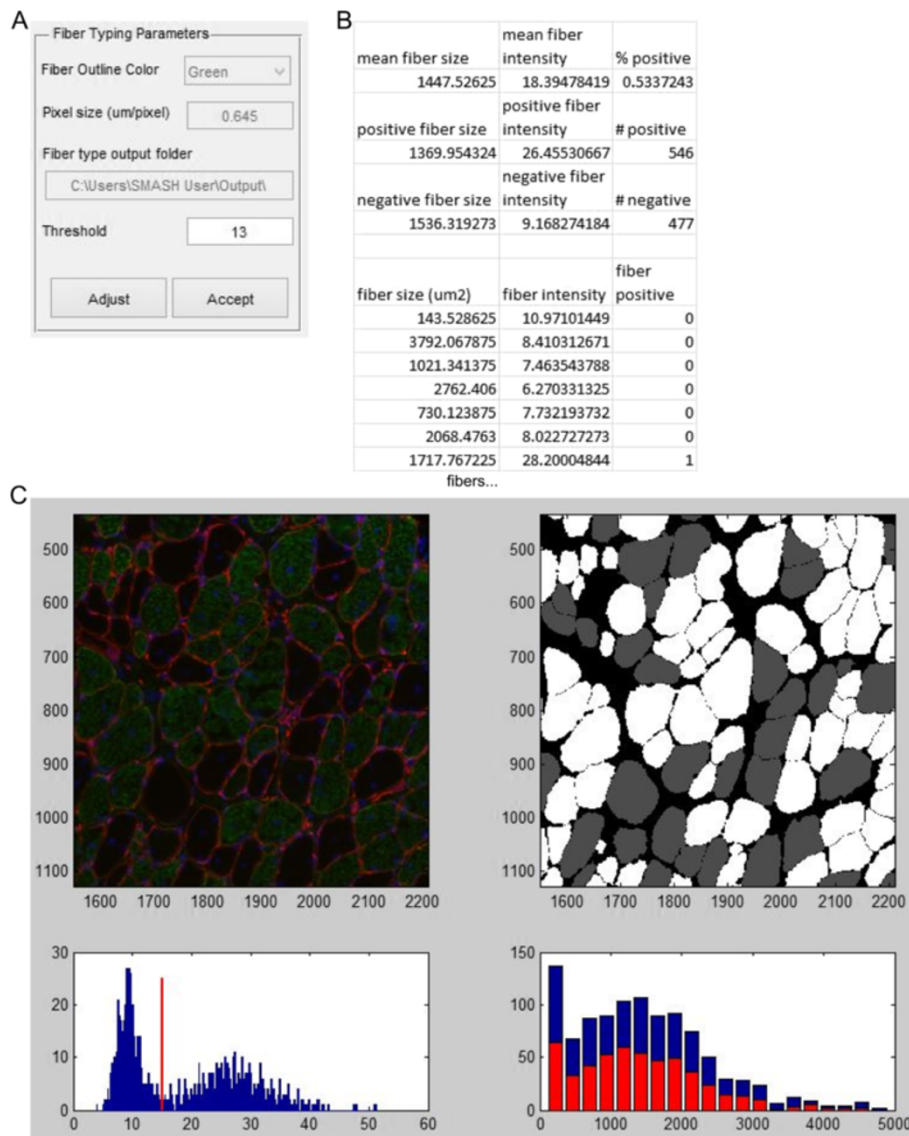 A
Fiber Typing Parameters
Fiber Outline Color
Green
Pixel size (um/pixel)
0.645
Fiber type output folder
C:\Users\SMASH User\Output\
Threshold
13
Adjust
Accept
B
mean fiber size mean fiber intensity % positive
1447.52625 18.39478419 0.5337243
positive fiber size positive fiber intensity # positive
1369.954324 26.45530667 546
negative fiber size negative fiber intensity # negative
1536.319273 9.168274184 477
fiber size (um2) fiber intensity fiber positive
143.528625 10.97101449 0
3792.067875 8.410312671 0
1021.341375 7.463543788 0
2762.406 6.270331325 0
730.123875 7.732193732 0
2068.4763 8.022727273 0
1717.767225 28.20004844 1
fibers...
C
500
600
700
800
900
1000
1100
1600 1700 1800 1900 2000 2100 2200
500
600
700
800
900
1000
1100
1600 1700 1800 1900 2000 2100 2200
30
20
10
0
0 10 20 30 40 50 60
150
100
50
0
0 1000 2000 3000 4000 5000